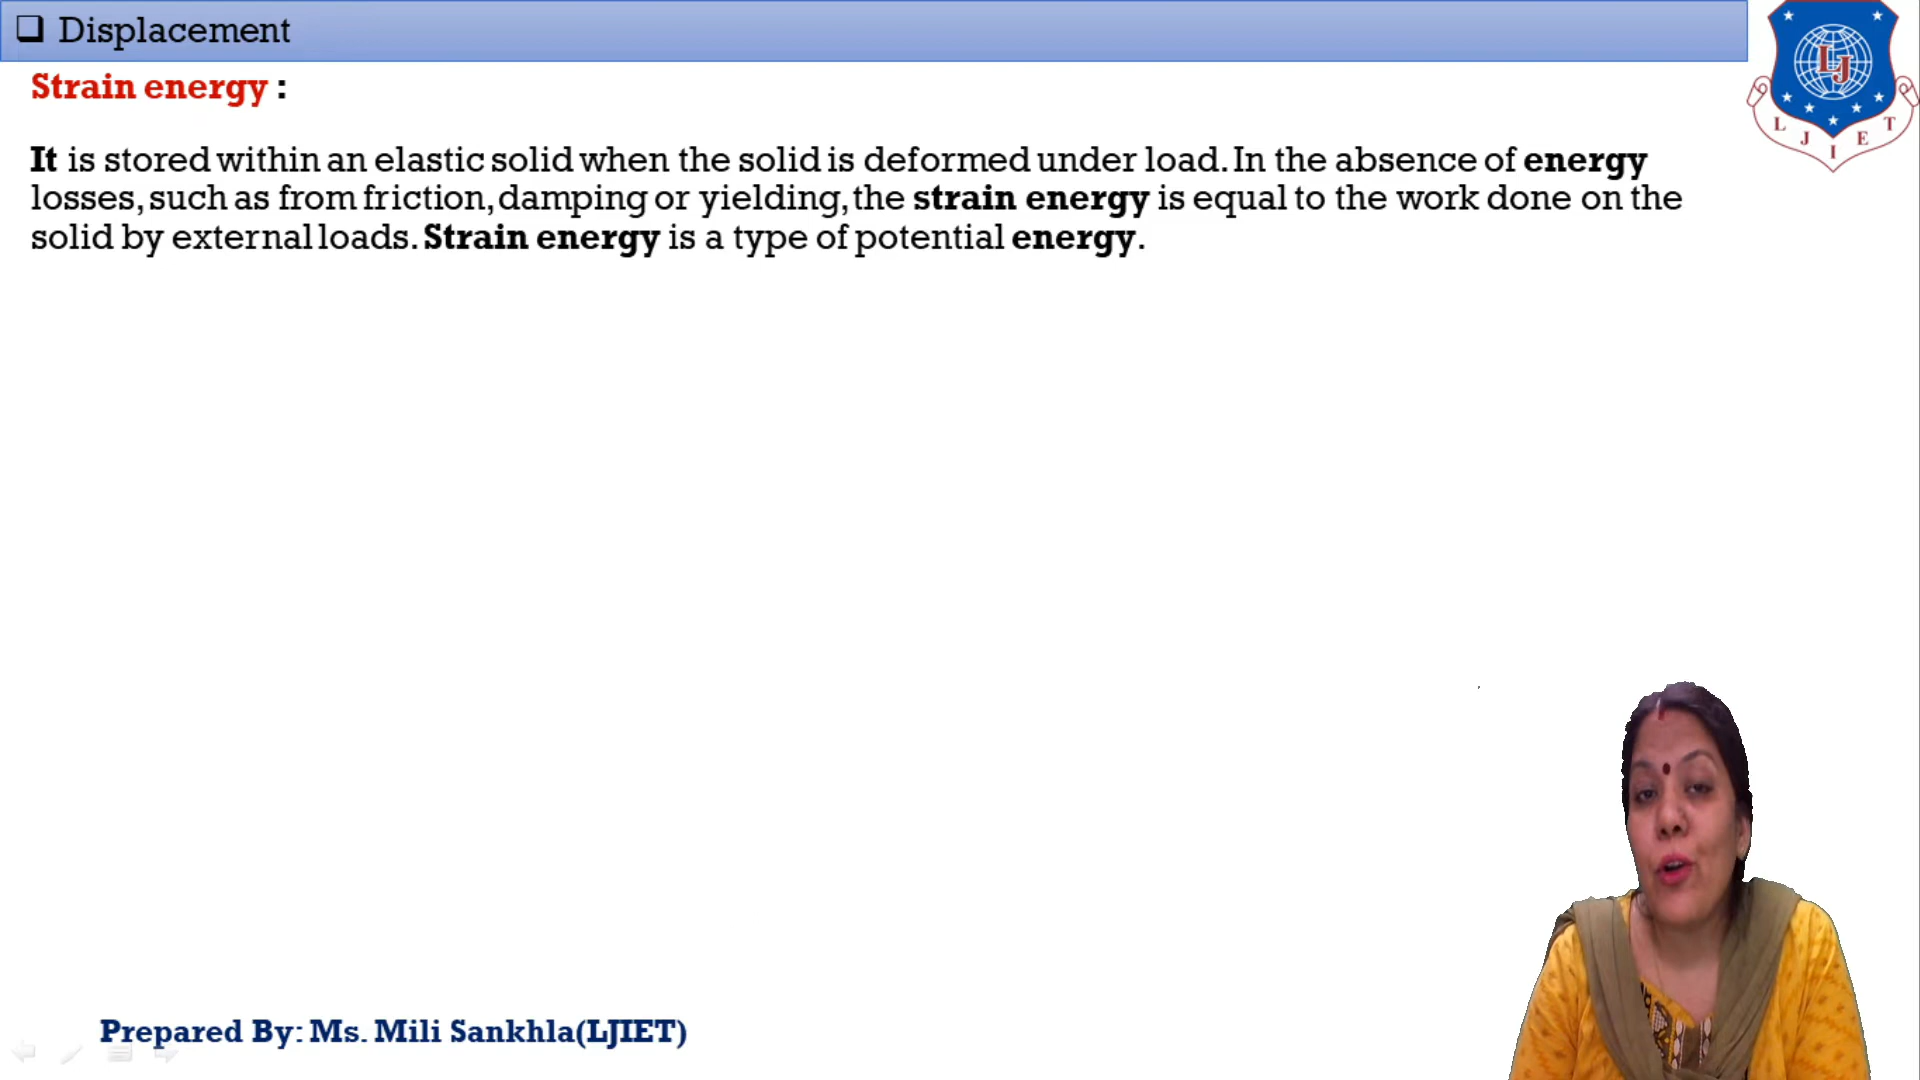 ❑ Displacement
Strain energy :
It is stored within an elastic solid when the solid is deformed under load. In the absence of energy
losses, such as from friction, damping or yielding, the strain energy is equal to the work done on the
solid by external loads. Strain energy is a type of potential energy.
LJ
L J I E T
Prepared By: Ms. Mili Sankhla(LJIET)